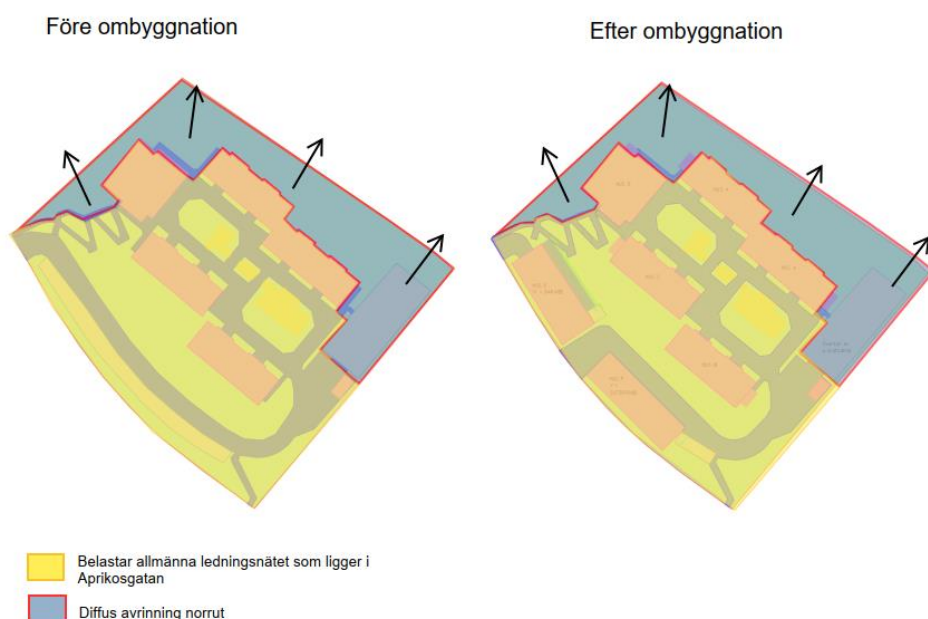 Före ombyggnation
Efter ombyggnation
Belastar allmänna ledningsnätet som ligger i
Aprikosgatan
Diffus avrinning norrut